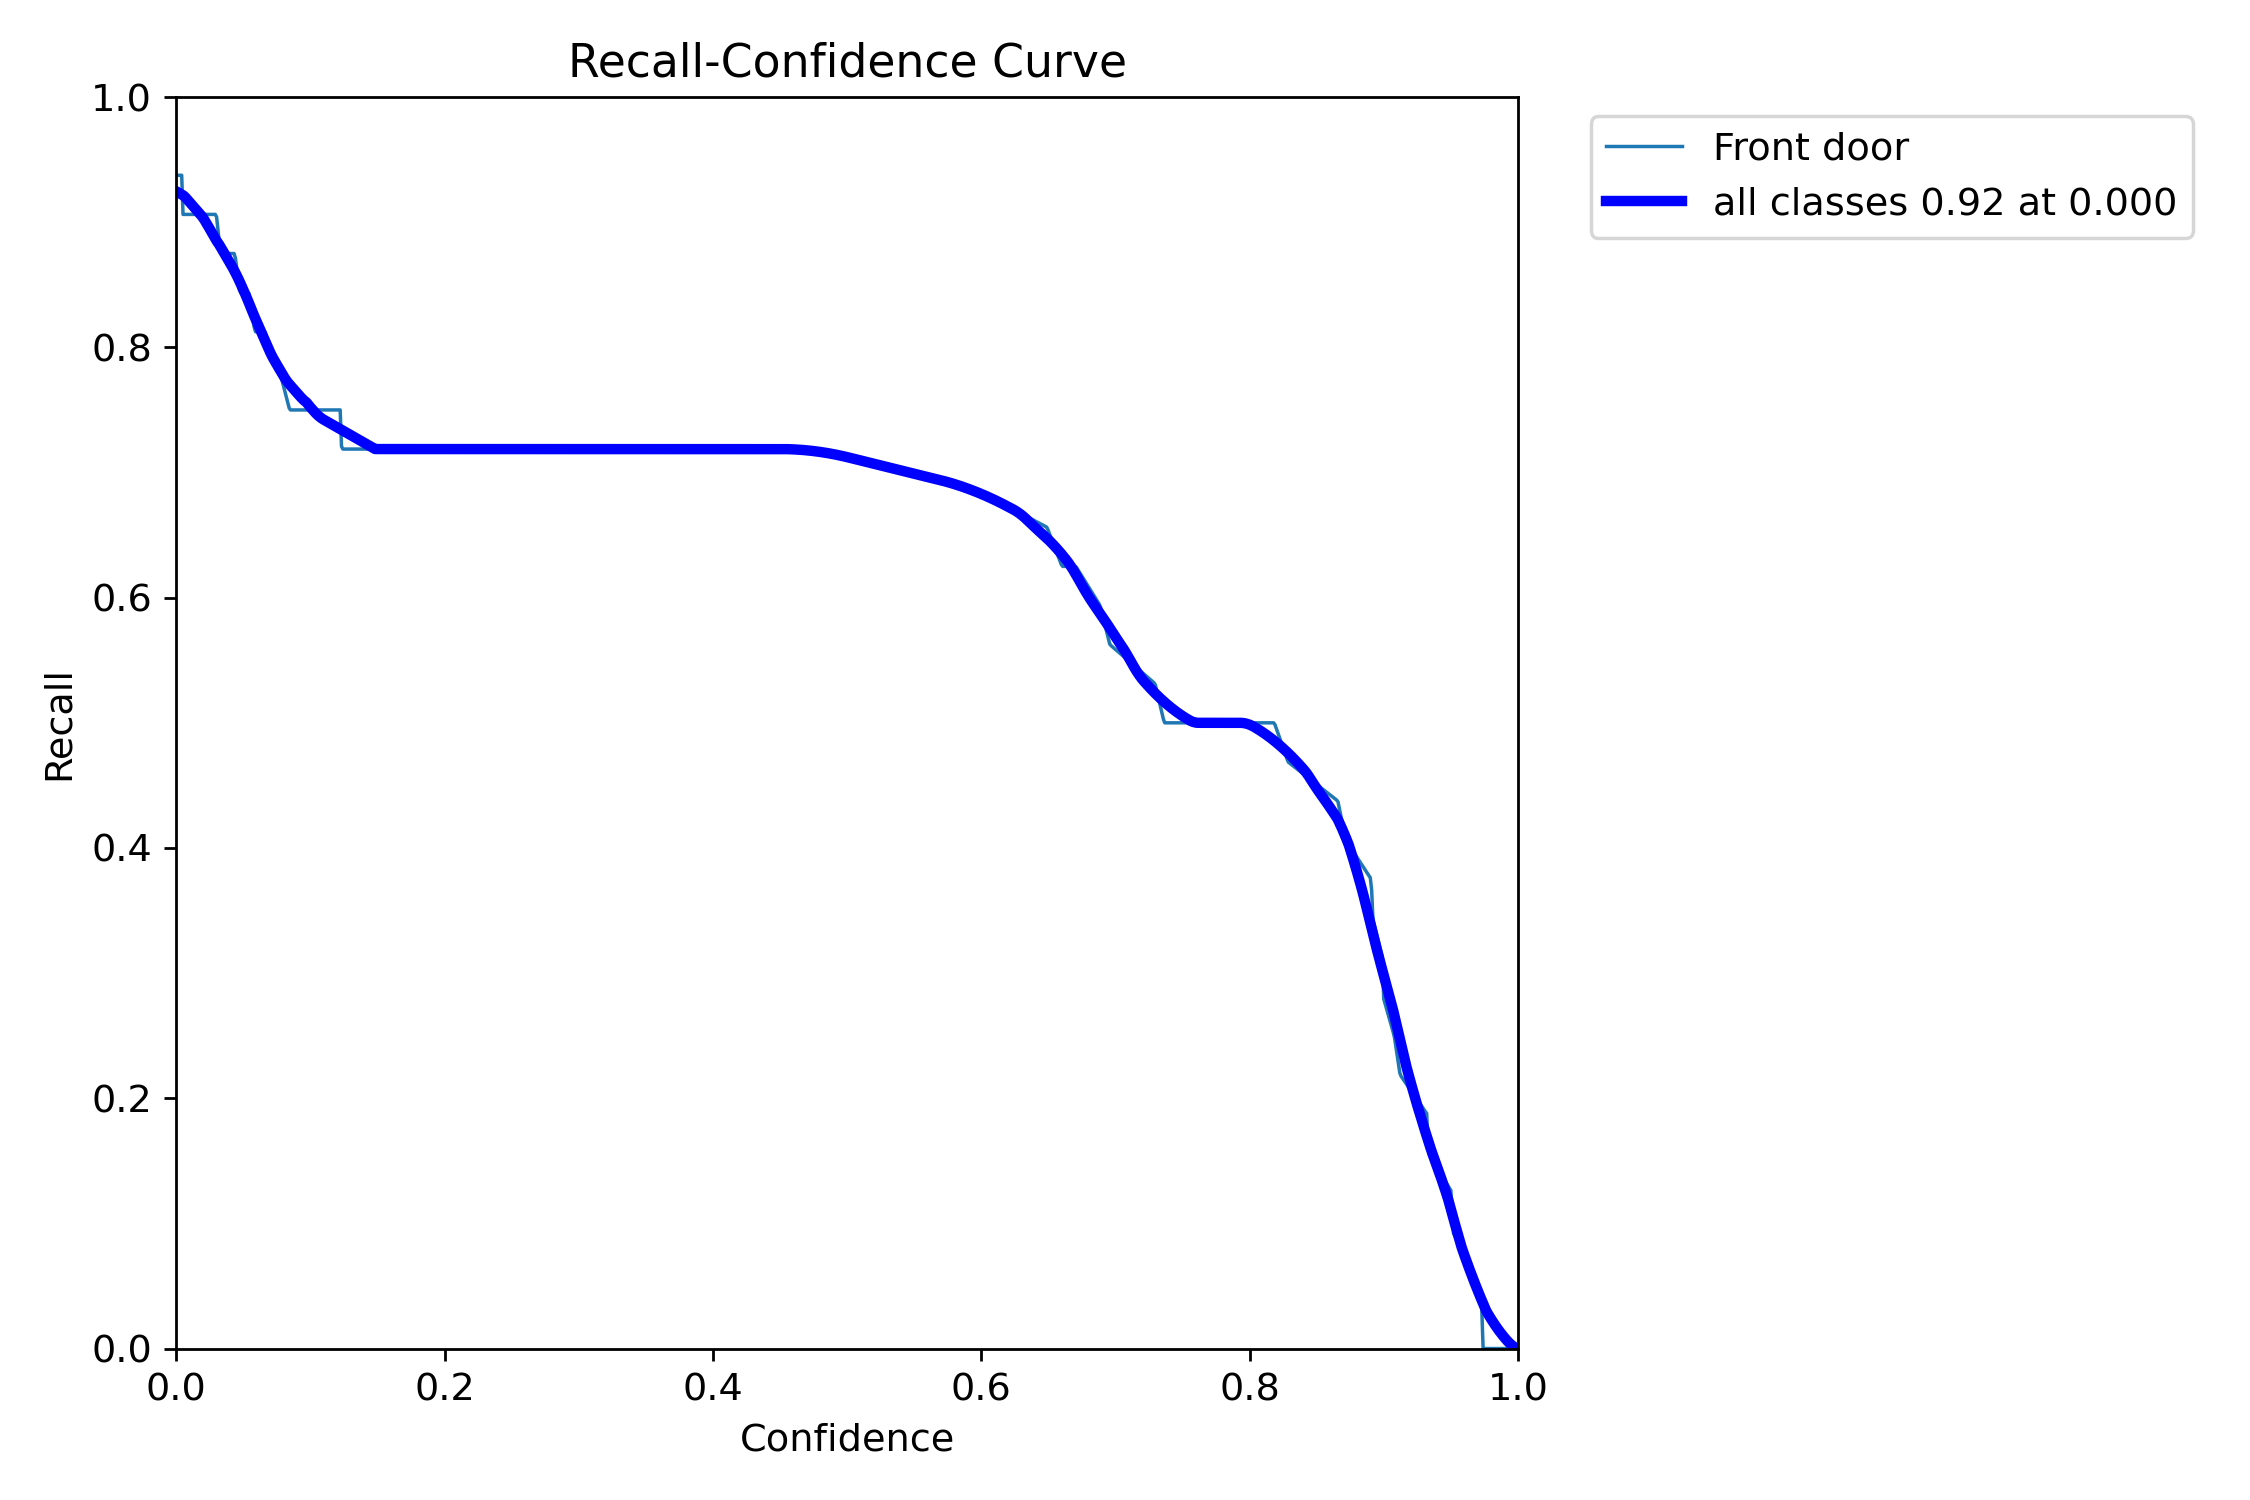 Recall-Confidence Curve
1.0
0.8
0.6
0.4
0.2
0.0
Recall
0.0 0.2 0.4 0.6 0.8 1.0
Confidence
Front door
all classes 0.92 at 0.000